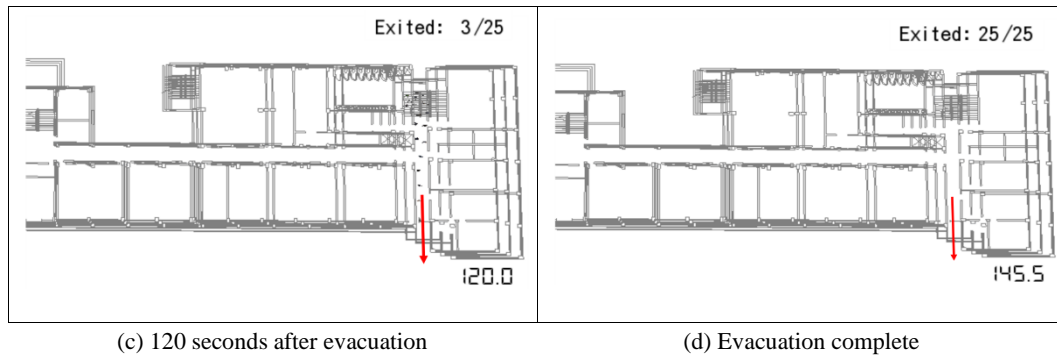 Exited: 3/25
120.0
(c) 120 seconds after evacuation
Exited: 25/25
145.5
(d) Evacuation complete